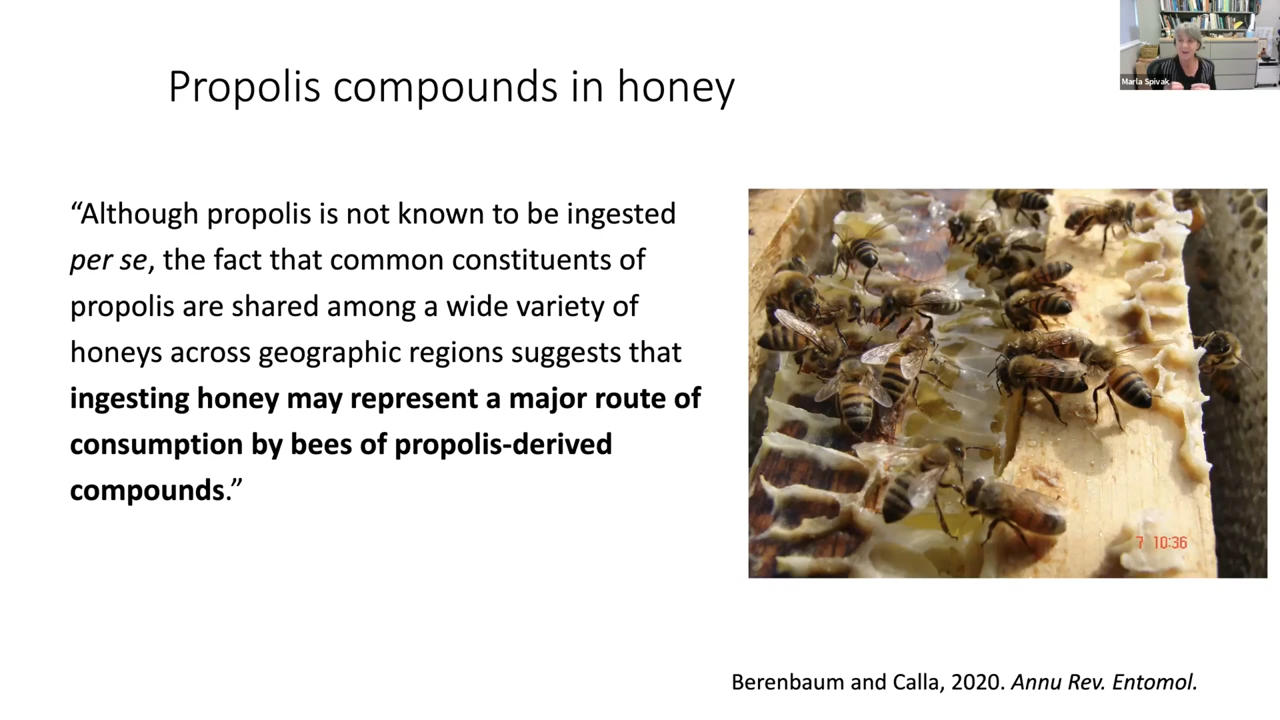 Propolis compounds in honey
Marla Spivak
“Although propolis is not known to be ingested
per se, the fact that common constituents of
propolis are shared among a wide variety of
honeys across geographic regions suggests that
ingesting honey may represent a major route of
consumption by bees of propolis-derived
compounds.”
7 10:36
Berenbaum and Calla, 2020. Annu Rev. Entomol.